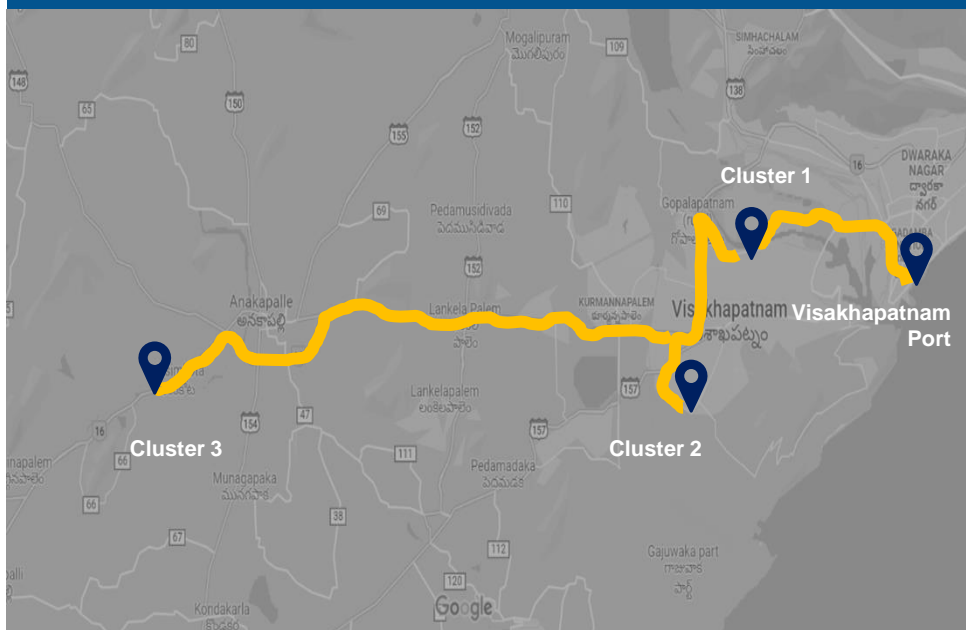 SIMHACHALAM
సింహాచలం
Mogalipuram
మొగలిపురం
80
109
148
138
65
150
152
155
16
DWARAKA
NAGAR
ద్వారకా
నగర్
Cluster 1
69
Pedamusidivada
పెదముసిడివాడ
110
Gopalapatnam
152
Anakapalle
అనకాపల్లి
Lankela Palem
పాలెం
KURMANNAPALEM
Visakhapatnam
శాఖపట్నం
Visakhapatnam
Port
Lankelapalem
లంకెలపాలెం
157
47
154
16
157
Cluster 3
Cluster 2
111
66
Munagapaka
మునగపాక
Pedamadaka
పెదమడక
66
38
67
112
Gajuwaka part
గాజువాక
పార్ట్
120
Kondakarla
Google